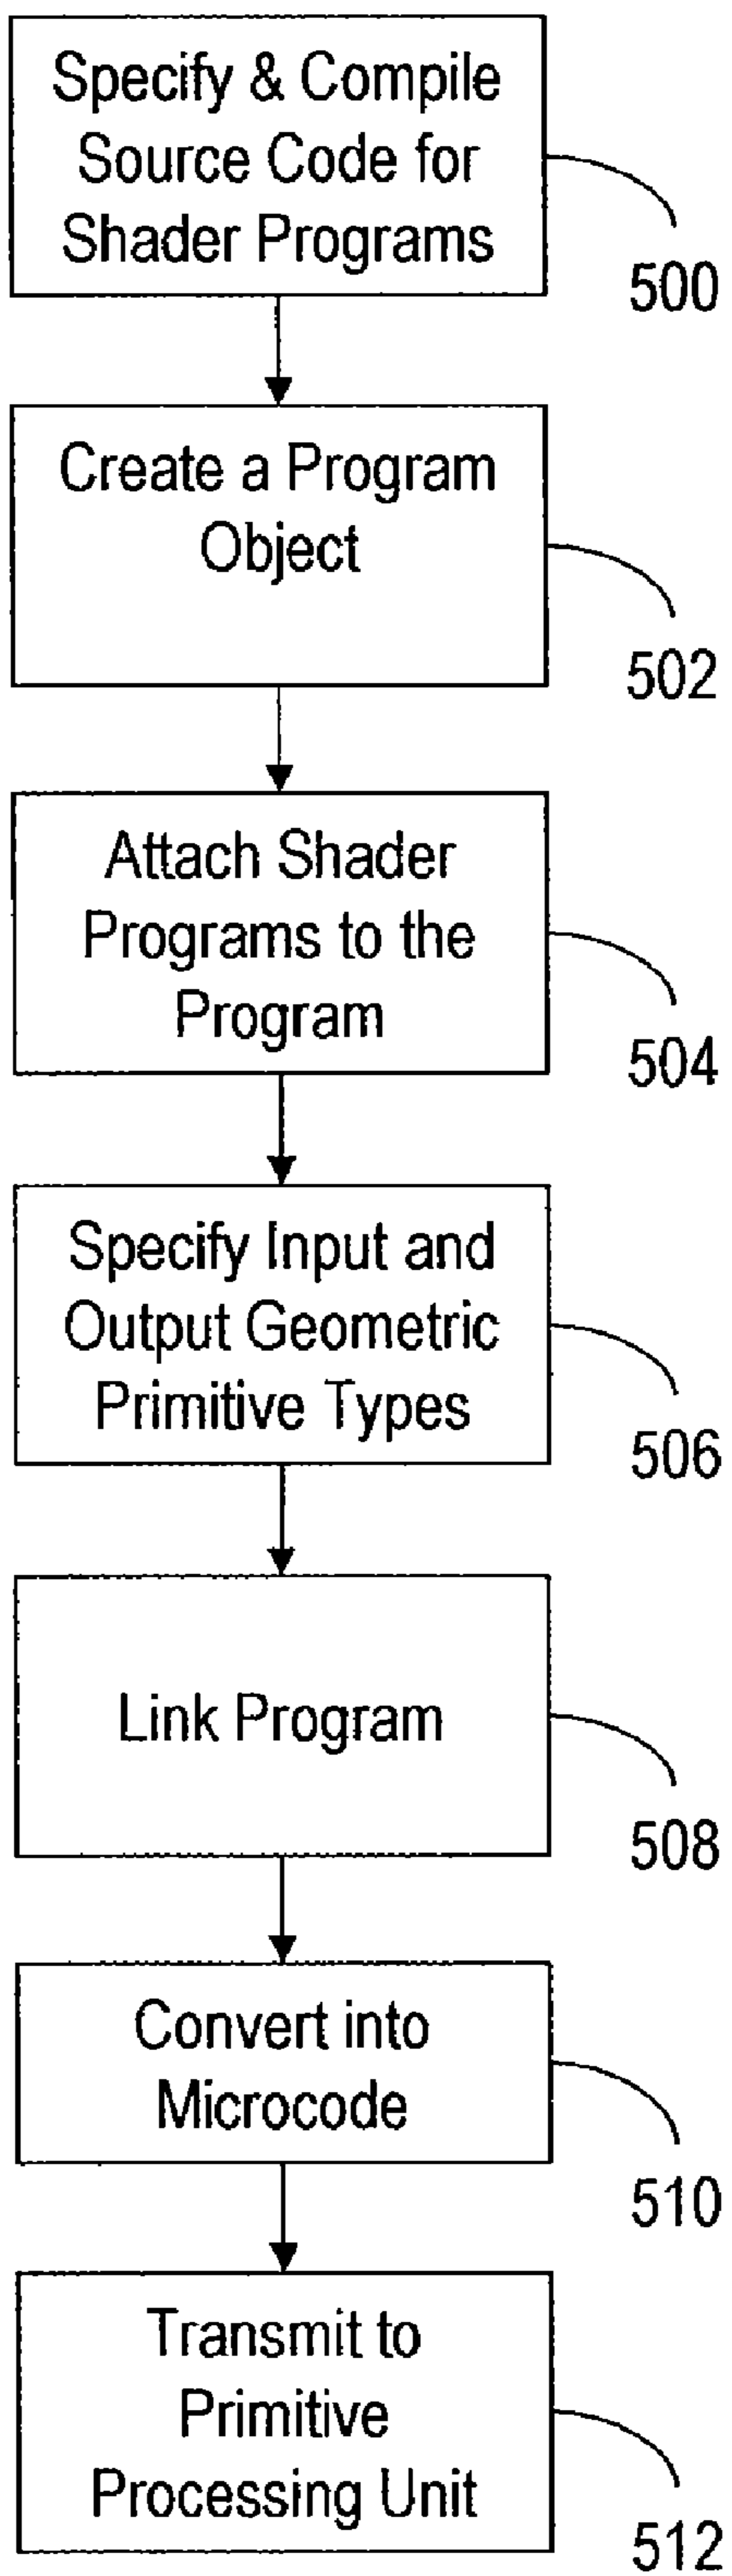 Specify & Compile
Source Code for
Shader Programs
500
Create a Program
Object
502
Attach Shader
Programs to the
Program
504
Specify Input and
Output Geometric
Primitive Types
506
Link Program
508
Convert into
Microcode
510
Transmit to
Primitive
Processing Unit
512